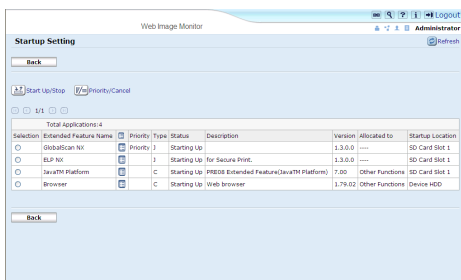 Logout
Web Image Monitor
Administrator
Startup Setting
Refresh
Back
Start Up/Stop Priority/Cancel
1/1
Total Applications:4
Selection Extended Feature Name Priority Type Status Description Version Allocated to Startup Location
GlobalScan NX Priority J Starting Up 1.3.0.0 ---- SD Card Slot 1
ELP NX J Starting Up for Secure Print. 1.3.0.0 ---- SD Card Slot 1
JavaTM Platform C Starting Up PRE08 Extended Feature(JavaTM Platform) 7.00 Other Functions SD Card Slot 1
Browser C Starting Up Web browser 1.79.02 Other Functions Device HDD
Back